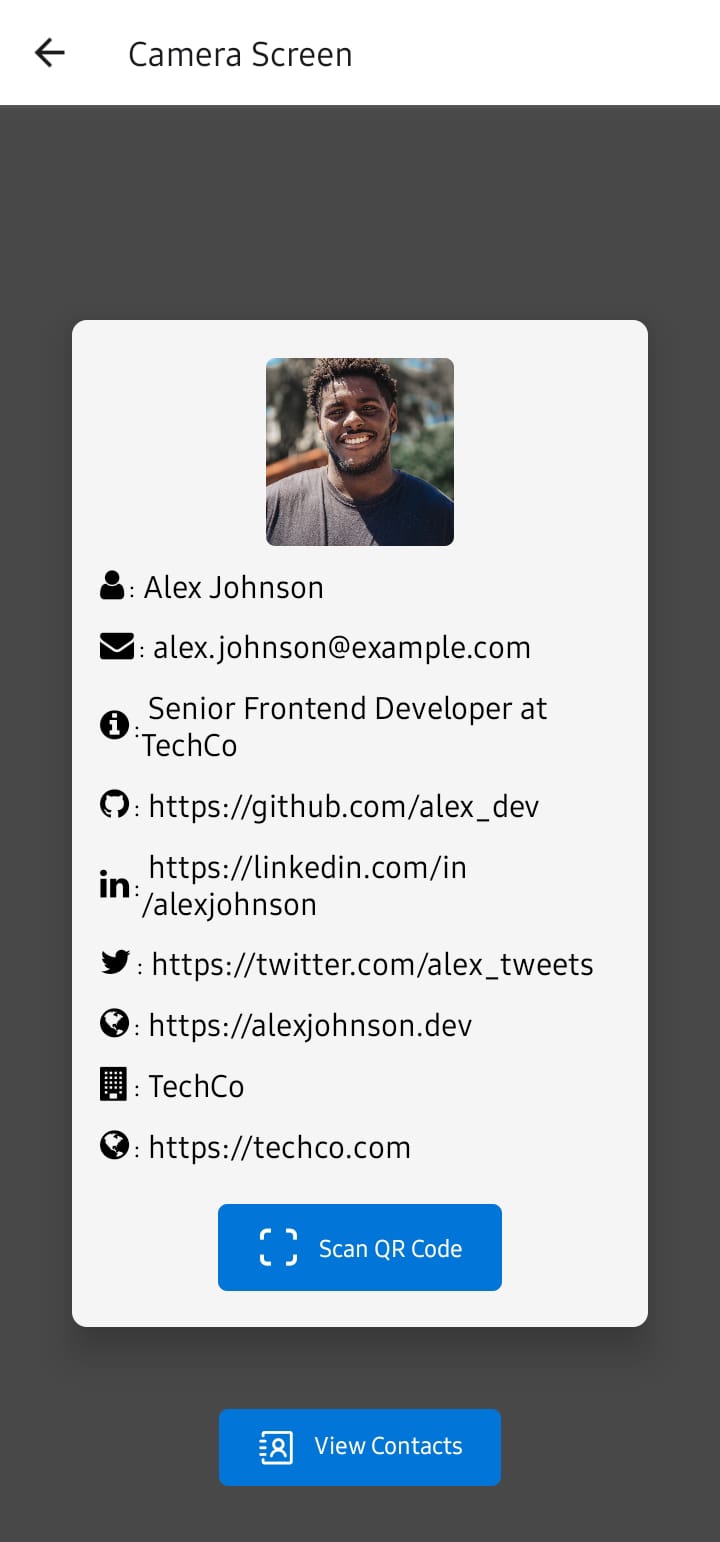 Camera Screen
: Alex Johnson
: alex.johnson@example.com
: Senior Frontend Developer at
TechCo
: https://github.com/alex_dev
in : https://linkedin.com/in
/alexjohnson
: https://twitter.com/alex_tweets
: https://alexjohnson.dev
: TechCo
: https://techco.com
Scan QR Code
View Contacts